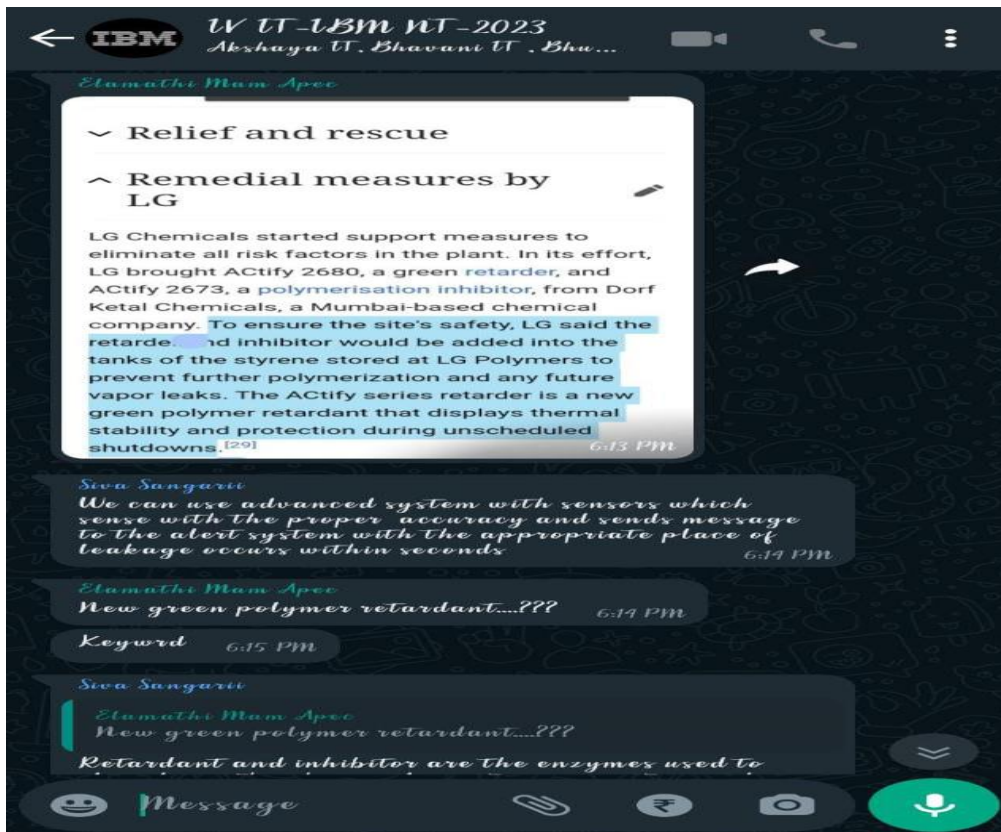 IBM
IV IT-IBM NT-2023
Akshaya IT, Bhavani IT , Bhu...
Elamathi Mam Apec
Relief and rescue
Remedial measures by
LG
LG Chemicals started support measures to
eliminate all risk factors in the plant. In its effort,
LG brought ACtify 2680, a green retarder, and
ACtify 2673, a polymerisation inhibitor, from Dorf
Ketal Chemicals, a Mumbai-based chemical
company. To ensure the site's safety, LG said the
retarde nd inhibitor would be added into the
tanks of the styrene stored at LG Polymers to
prevent further polymerization and any future
vapor leaks. The ACtify series retarder is a new
green polymer retardant that displays thermal
stability and protection during unscheduled
shutdowns.[29]
6:13 PM
Siva Sangarii
We can use advanced system with sensors which
sense with the proper accuracy and sends message
to the alert system with the appropriate place of
leakage occurs within seconds
6:14 PM
Elamathi Mam Apec
New green polymer retardant....???
6:14 PM
Keywrd
6:15 PM
Siva Sangarii
Elamathi Mam Apec
New green polymer retardant....???
Retardant and inhibitor are the enzymes used to
Message